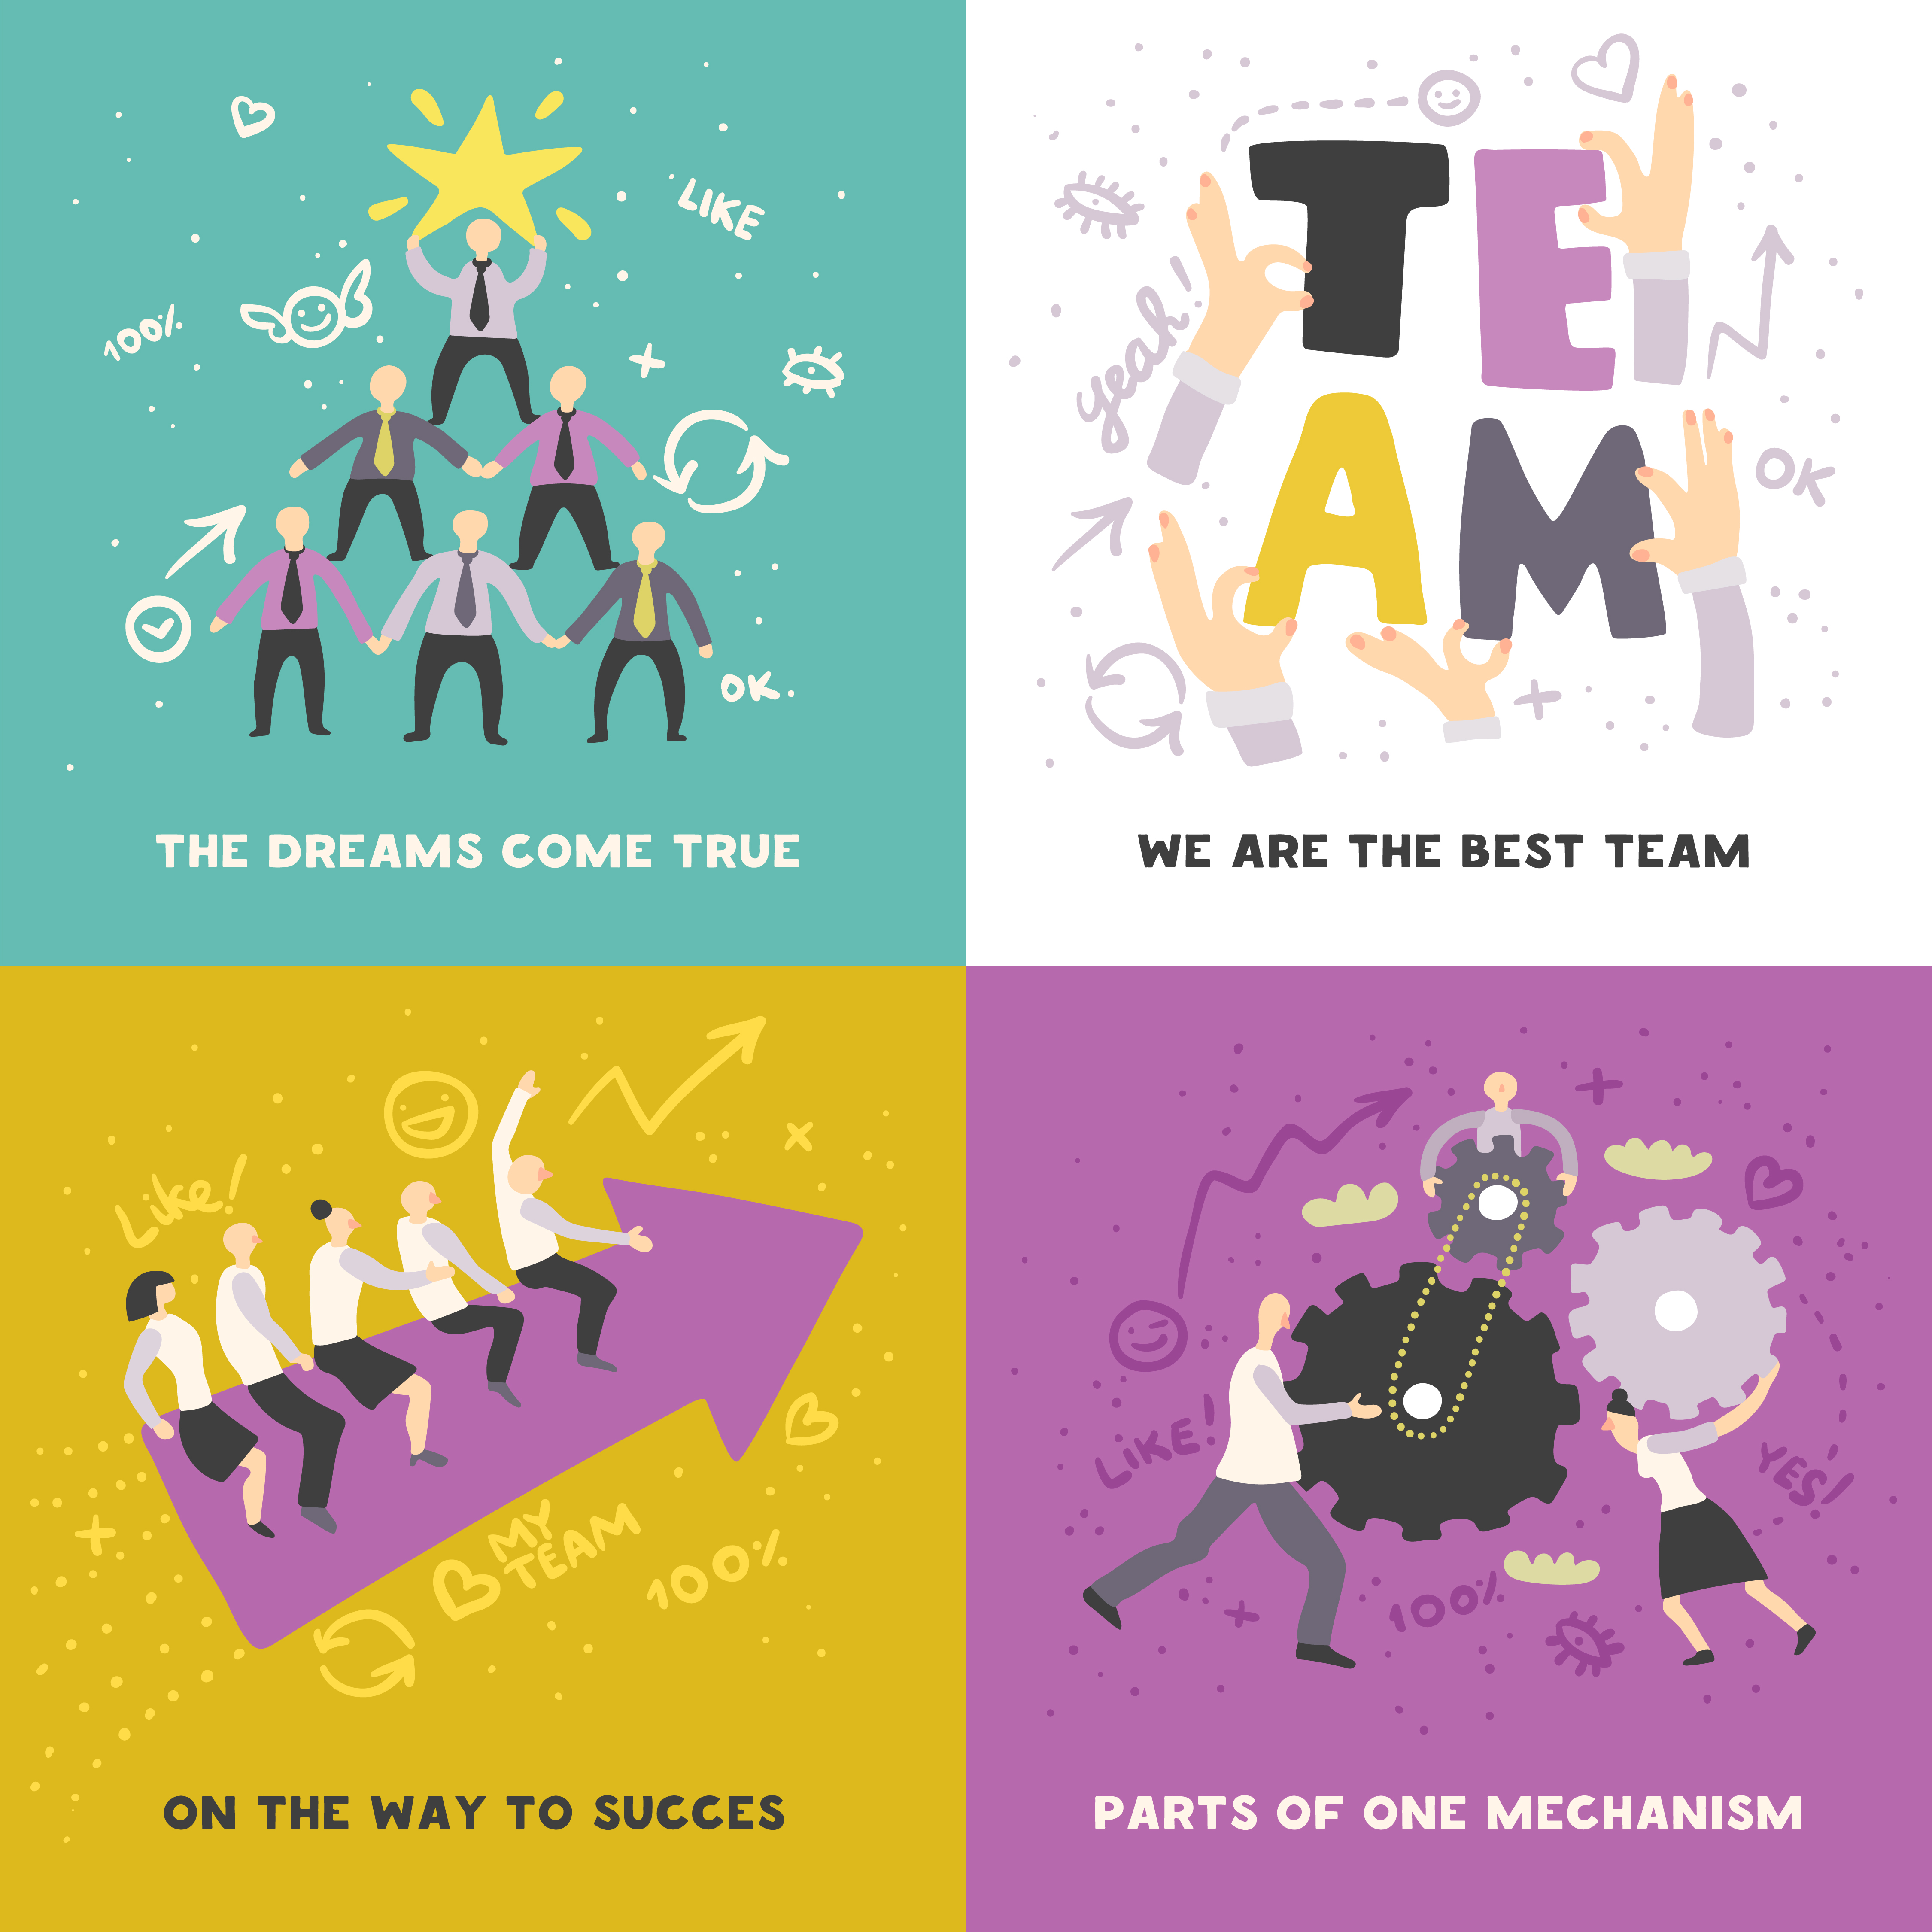 LIKE
100%
OK
THE DREAMS COME TRUE
Yeeah!
TE
AM
OK
WE ARE THE BEST TEAM
Like!
MY
TEAM
100%
ON THE WAY TO SUCCES
LIKE!
YES!
100%
PARTS OF ONE MECHANISM